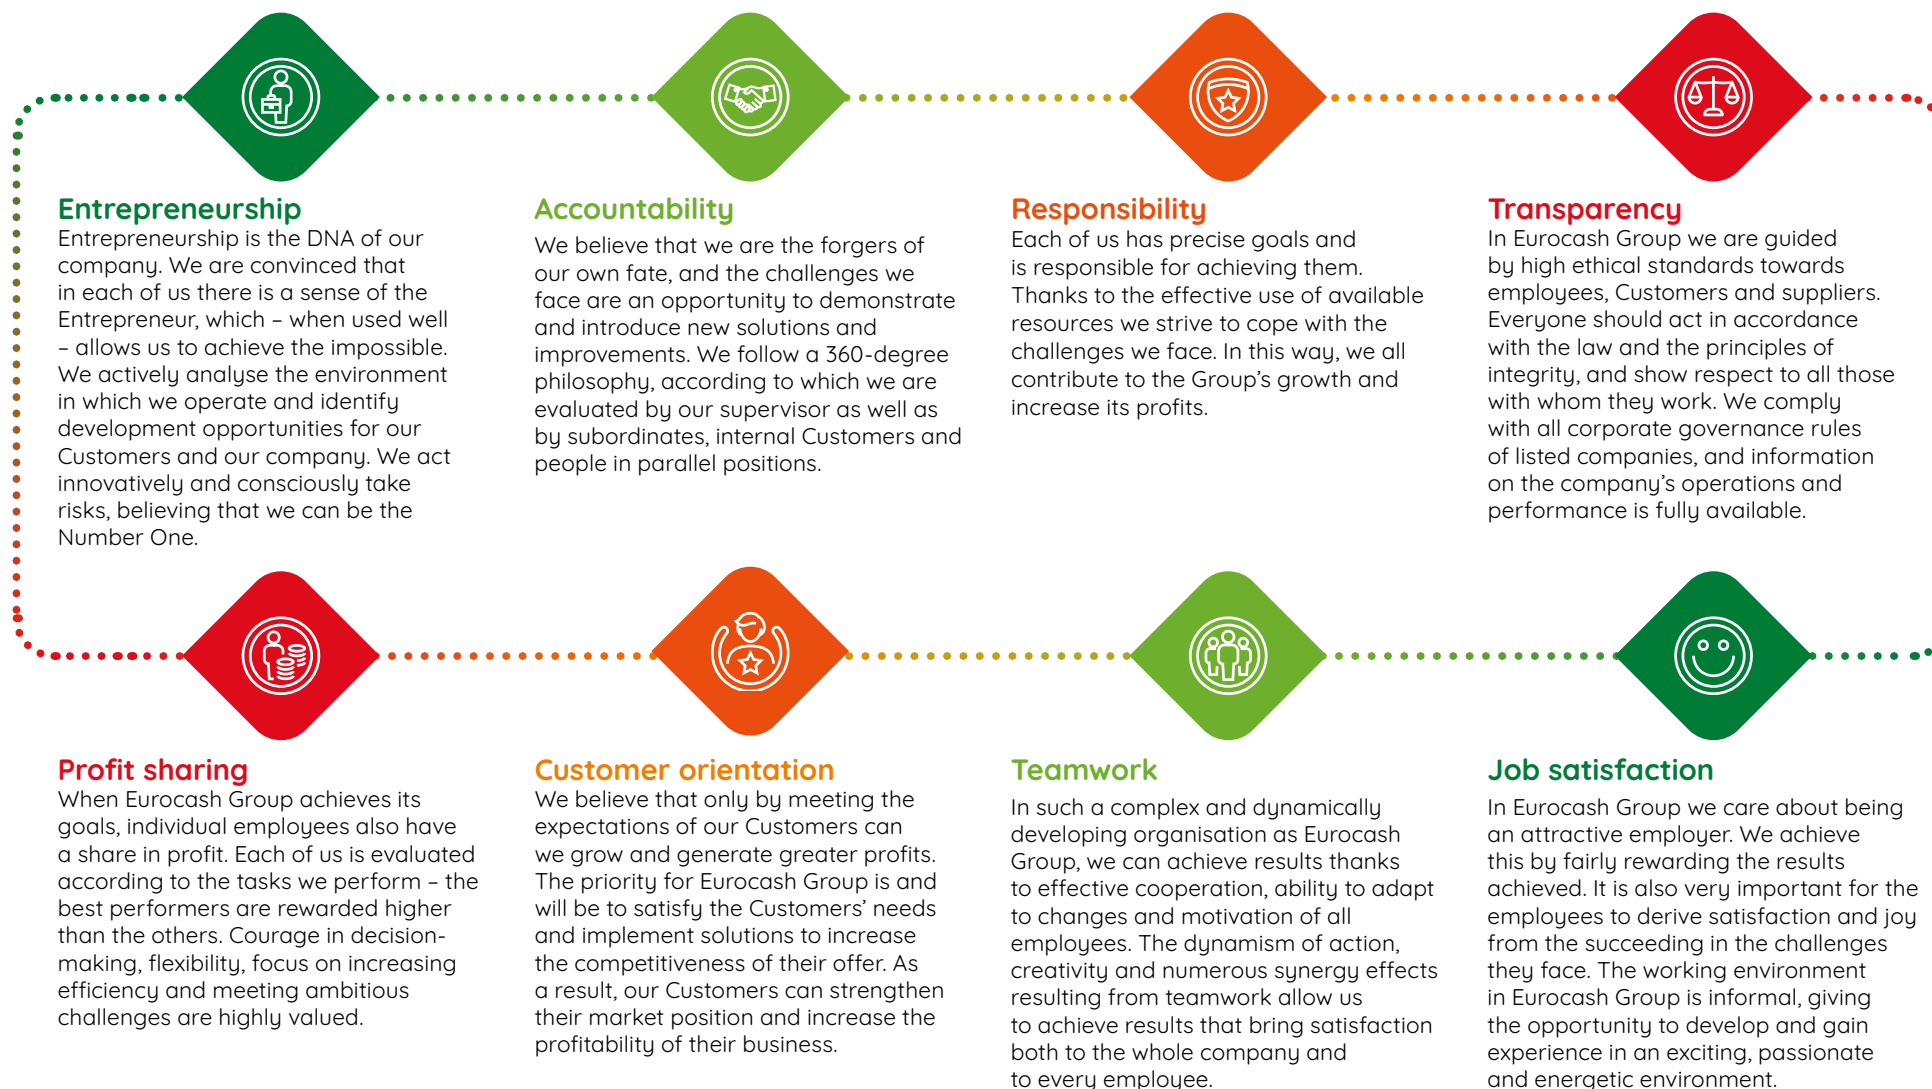 Entrepreneurship
Entrepreneurship is the DNA of our
company. We are convinced that
in each of us there is a sense of the
Entrepreneur, which – when used well
– allows us to achieve the impossible.
We actively analyse the environment
in which we operate and identify
development opportunities for our
Customers and our company. We act
innovatively and consciously take
risks, believing that we can be the
Number One.
Accountability
We believe that we are the forgers of
our own fate, and the challenges we
face are an opportunity to demonstrate
and introduce new solutions and
improvements. We follow a 360-degree
philosophy, according to which we are
evaluated by our supervisor as well as
by subordinates, internal Customers and
people in parallel positions.
Responsibility
Each of us has precise goals and
is responsible for achieving them.
Thanks to the effective use of available
resources we strive to cope with the
challenges we face. In this way, we all
contribute to the Group’s growth and
increase its profits.
Transparency
In Eurocash Group we are guided
by high ethical standards towards
employees, Customers and suppliers.
Everyone should act in accordance
with the law and the principles of
integrity, and show respect to all those
with whom they work. We comply
with all corporate governance rules
of listed companies, and information
on the company’s operations and
performance is fully available.
Profit sharing
When Eurocash Group achieves its
goals, individual employees also have
a share in profit. Each of us is evaluated
according to the tasks we perform – the
best performers are rewarded higher
than the others. Courage in decision-
making, flexibility, focus on increasing
efficiency and meeting ambitious
challenges are highly valued.
Customer orientation
We believe that only by meeting the
expectations of our Customers can
we grow and generate greater profits.
The priority for Eurocash Group is and
will be to satisfy the Customers’ needs
and implement solutions to increase
the competitiveness of their offer. As
a result, our Customers can strengthen
their market position and increase the
profitability of their business.
Teamwork
In such a complex and dynamically
developing organisation as Eurocash
Group, we can achieve results thanks
to effective cooperation, ability to adapt
to changes and motivation of all
employees. The dynamism of action,
creativity and numerous synergy effects
resulting from teamwork allow us
to achieve results that bring satisfaction
both to the whole company and
to every employee.
Job satisfaction
In Eurocash Group we care about being
an attractive employer. We achieve
this by fairly rewarding the results
achieved. It is also very important for the
employees to derive satisfaction and joy
from the succeeding in the challenges
they face. The working environment
in Eurocash Group is informal, giving
the opportunity to develop and gain
experience in an exciting, passionate
and energetic environment.